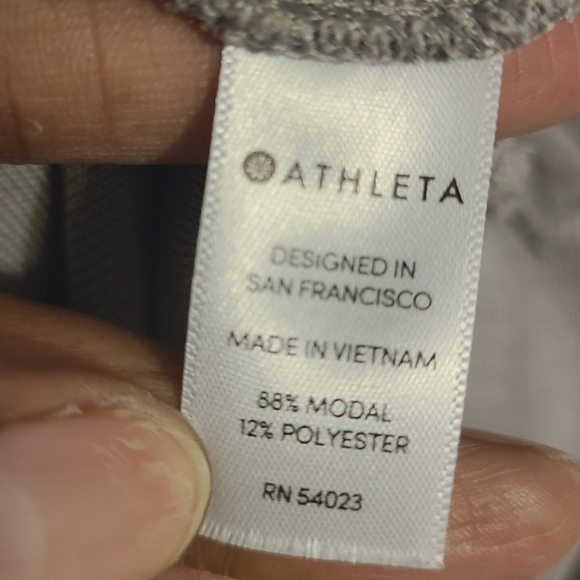 ATHLETA
DESIGNED IN
SAN FRANCISCO
MADE IN VIETNAM
88% MODAL
12% POLYESTER
RN 54023